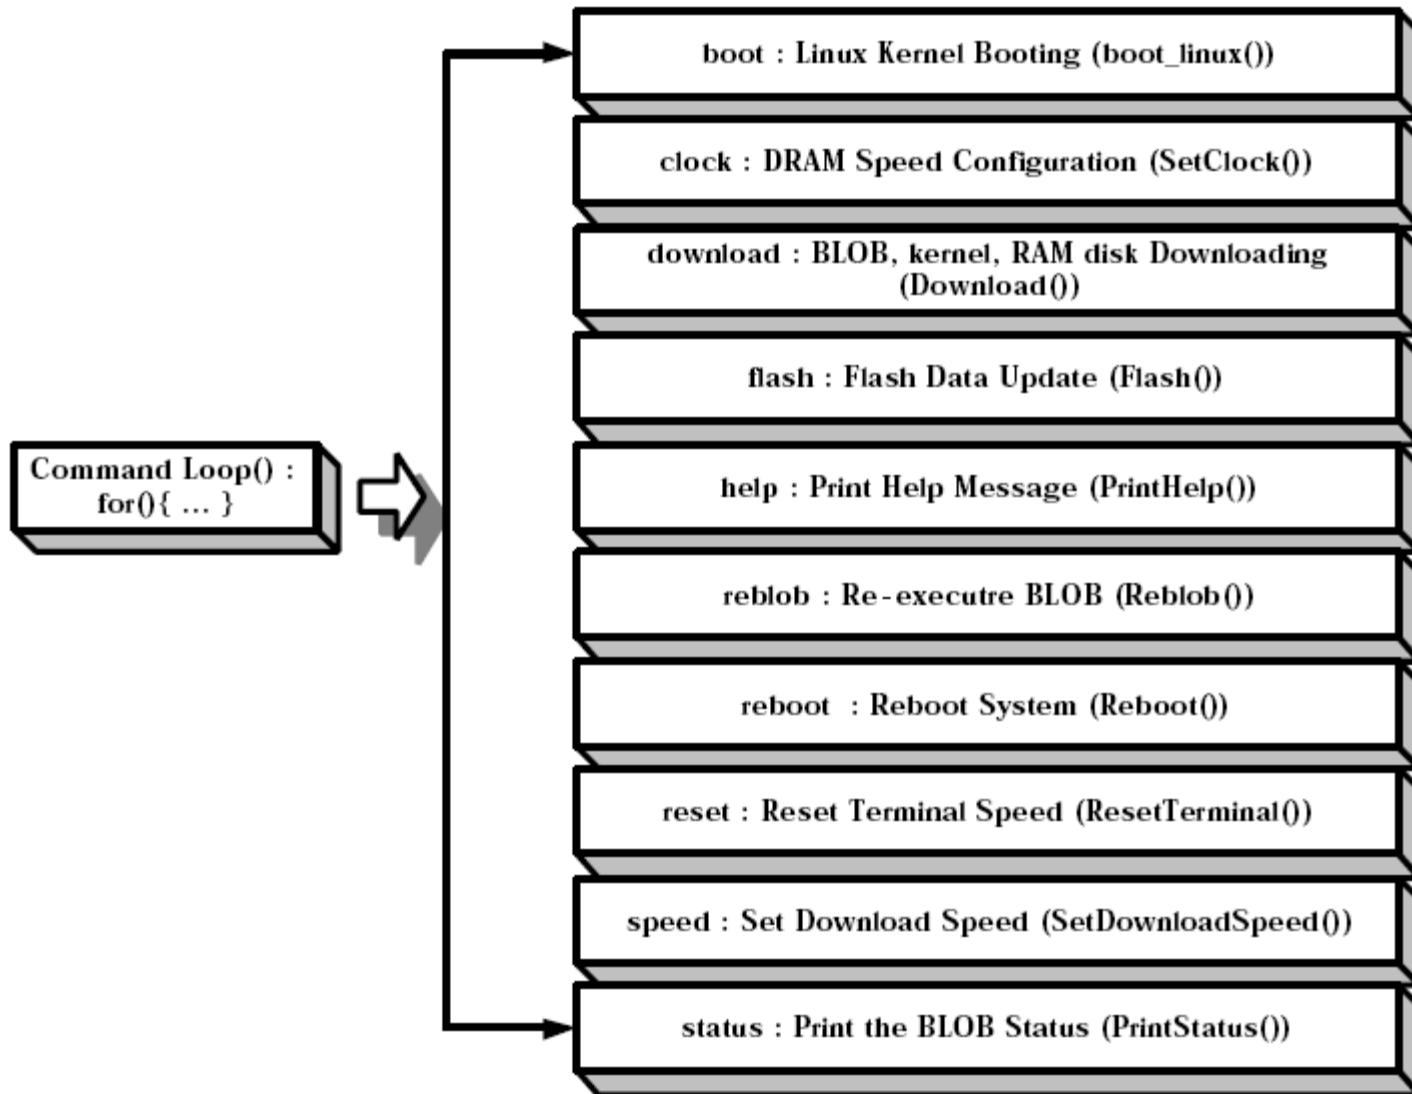 boot : Linux Kernel Booting (boot_linux())
clock : DRAM Speed Configuration (SetClock())
download : BLOB, kernel, RAM disk Downloading
(Download())
flash : Flash Data Update (Flash())
Command Loop() :
for(){ ... }
help : Print Help Message (PrintHelp())
reblob : Re-executre BLOB (Reblob())
reboot : Reboot System (Reboot())
reset : Reset Terminal Speed (ResetTerminal())
speed : Set Download Speed (SetDownloadSpeed())
status : Print the BLOB Status (PrintStatus())